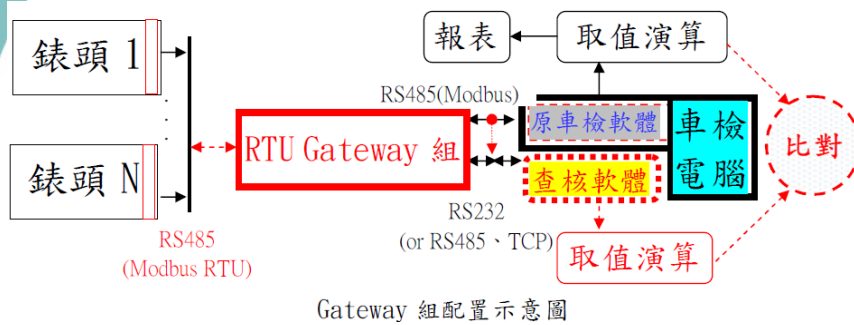 錶頭 1
錶頭 N
RS485
(Modbus RTU)
RTU Gateway 組
RS485(Modbus)
RS232
(or RS485、TCP)
報表
取值演算
原車檢軟體
查核軟體
車檢
電腦
取值演算
比對
Gateway 組配置示意圖